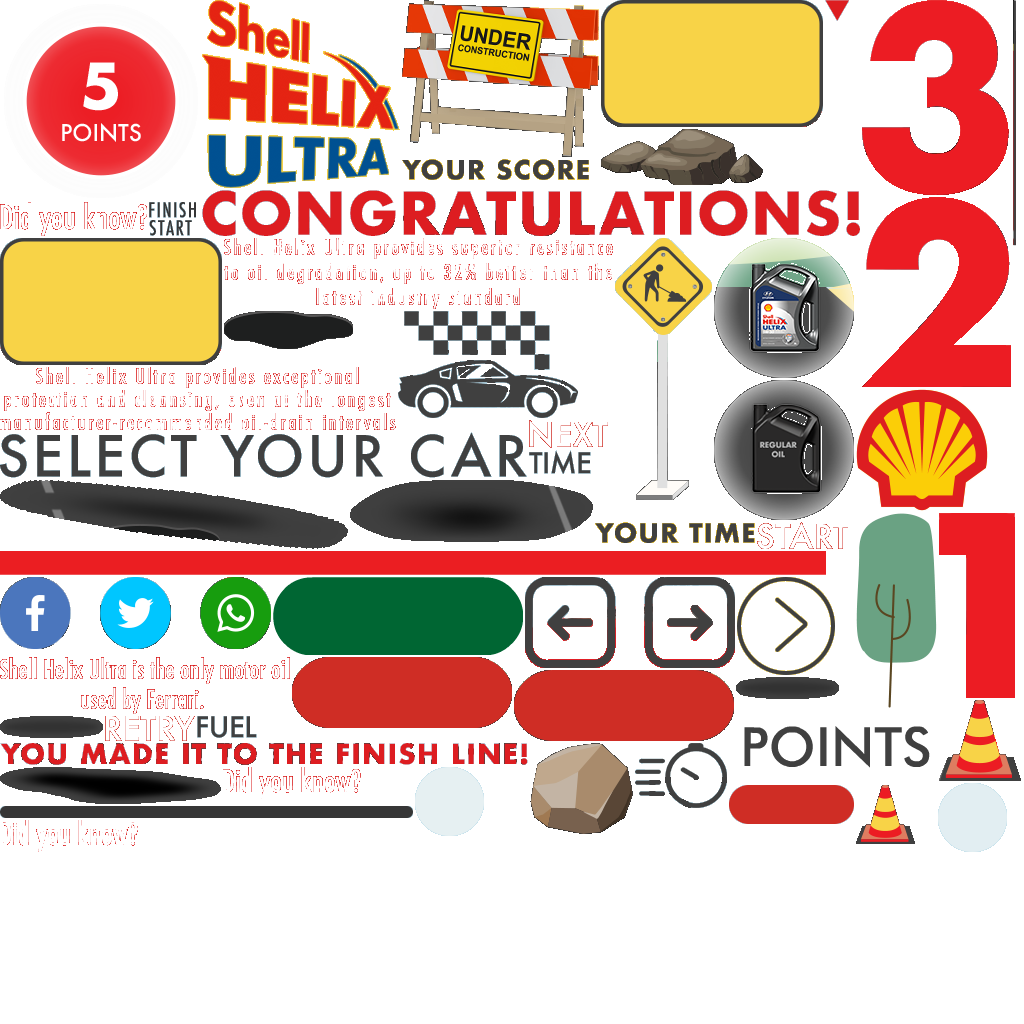 5
POINTS
Shell
HELIX
ULTRA
UNDER
CONSTRUCTION
YOUR SCORE
3
Did you know?
FINISH
START
CONGRATULATIONS!
2
Shell Helix Ultra provides superior resistance
to oil degradation, up to 32% better than the
latest industry standard
Shell
HELIX
ULTRA
Shell Helix Ultra provides exceptional
protection and cleansing, even at the longest
manufacturer-recommended oil-drain intervals
REGULAR
OIL
SELECT YOUR CAR
NEXT
TIME
YOUR TIME
START
1
Shell Helix Ultra is the only motor oil
used by Ferrari.
RETRY
FUEL
POINTS
YOU MADE IT TO THE FINISH LINE!
Did you know?
Did you know?